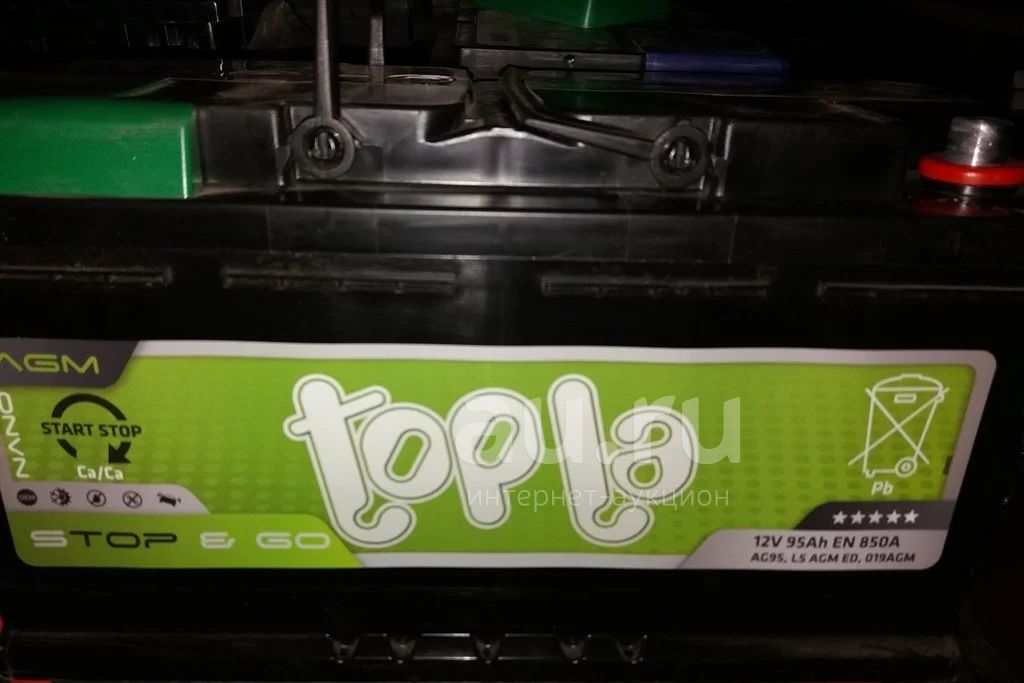 AGM
NANO
START STOP
Ca/Ca
STOP & GO
topla
au.ru
интернет-аукцион
Pb
12V 95Ah EN 850A
AG95, L5 AGM ED, 019AGM